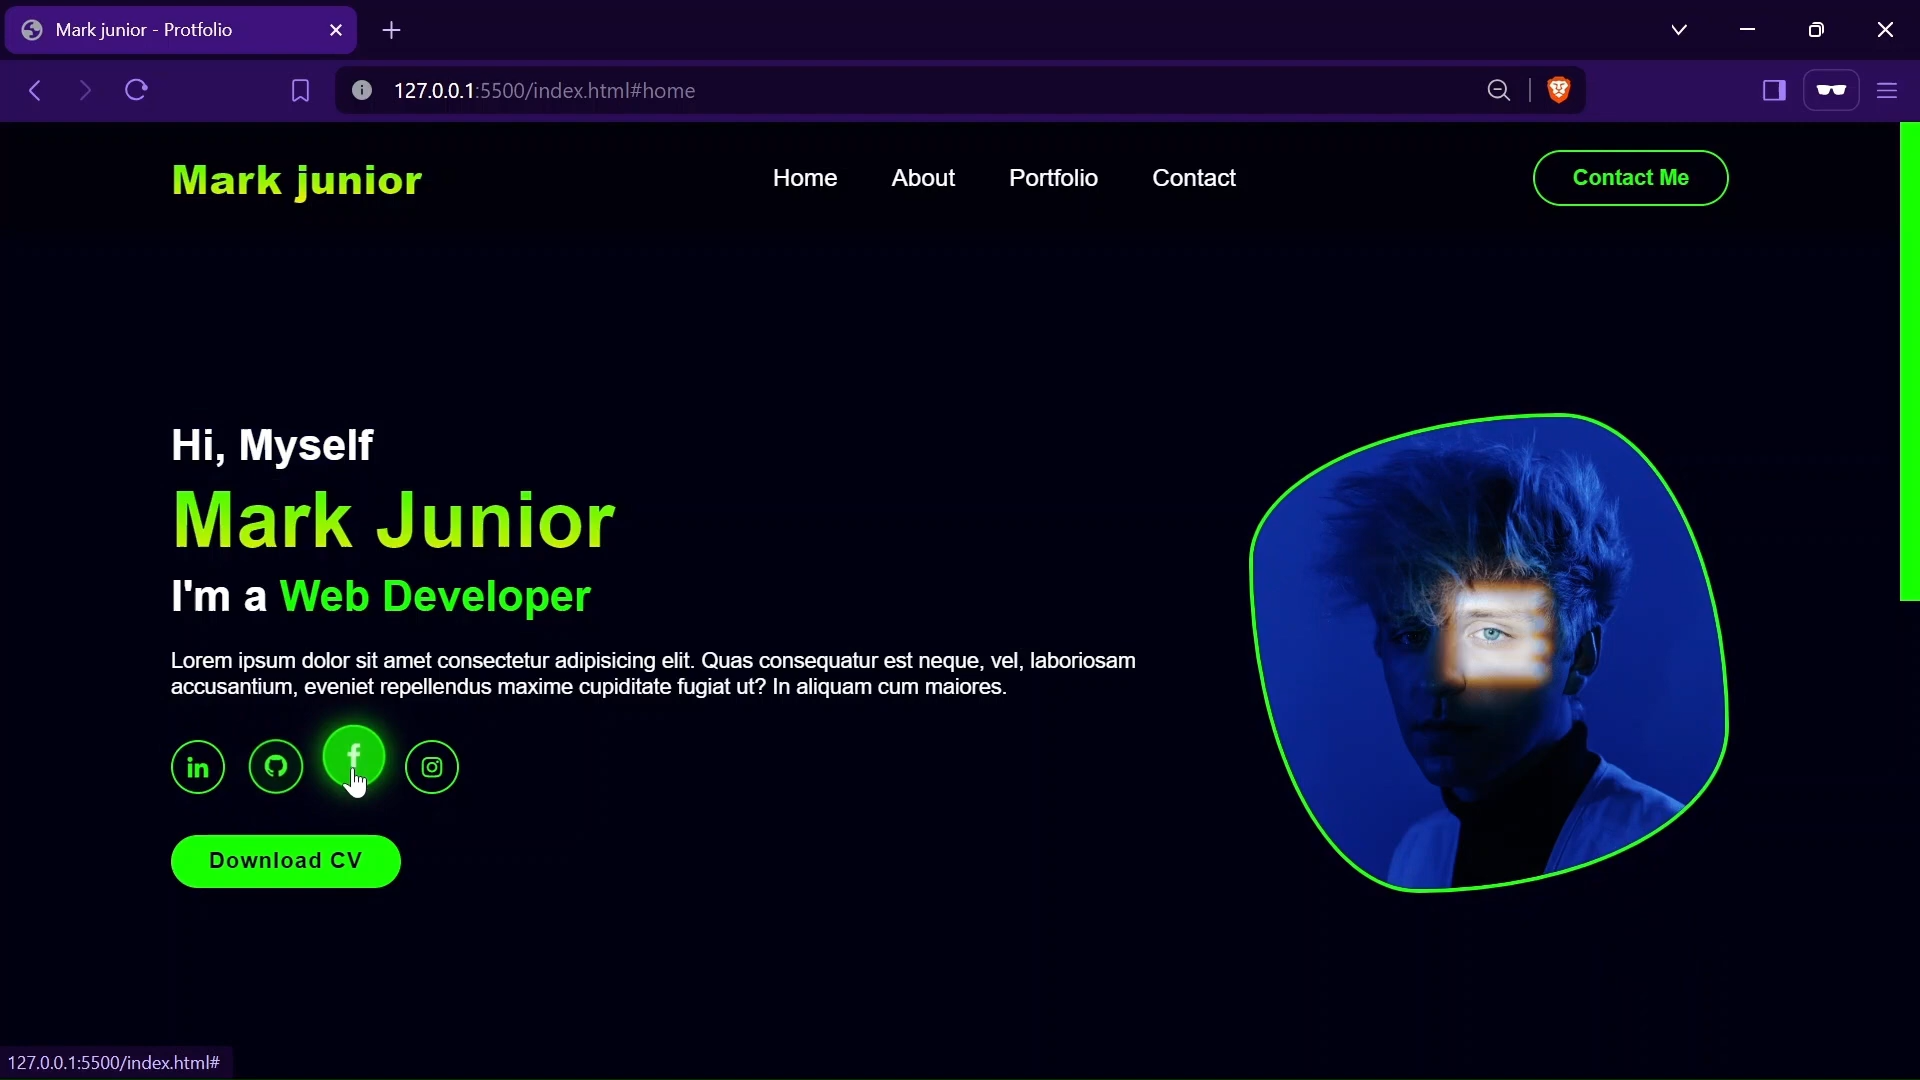 Mark junior - Protfolio
127.0.0.1:5500/index.html#home
Mark junior
Home
About
Portfolio
Contact
Contact Me
Hi, Myself
Mark Junior
I'm a Web Developer
Lorem ipsum dolor sit amet consectetur adipisicing elit. Quas consequatur est neque, vel, laboriosam
accusantium, eveniet repellendus maxime cupiditate fugiat ut? In aliquam cum maiores.
in
f
Download CV
127.0.0.1:5500/index.html#